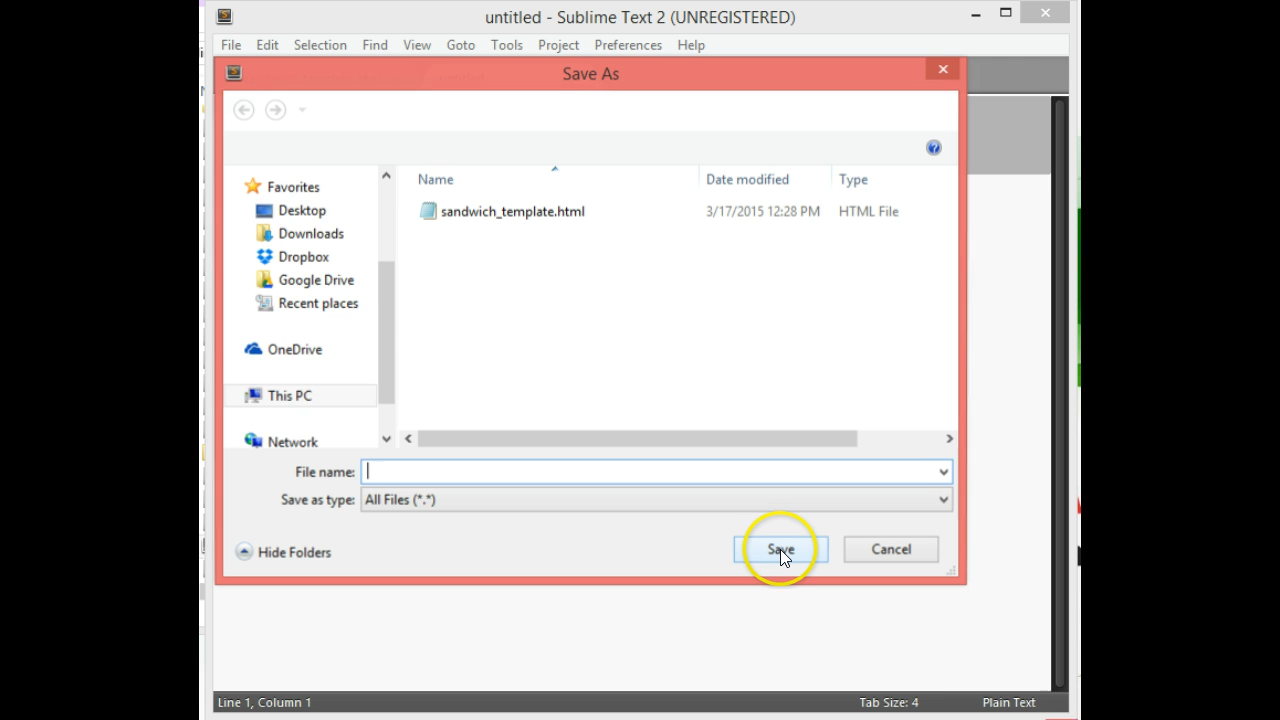 untitled - Sublime Text 2 (UNREGISTERED)
File Edit Selection Find View Goto Tools Project Preferences Help
Save As
Name Date modified Type
Favorites
sandwich_template.html 3/17/2015 12:28 PM HTML File
Desktop
Downloads
Dropbox
Google Drive
Recent places
OneDrive
This PC
Network
File name:
Save as type: All Files (*.*)
Hide Folders Save Cancel
Line 1, Column 1 Tab Size: 4 Plain Text